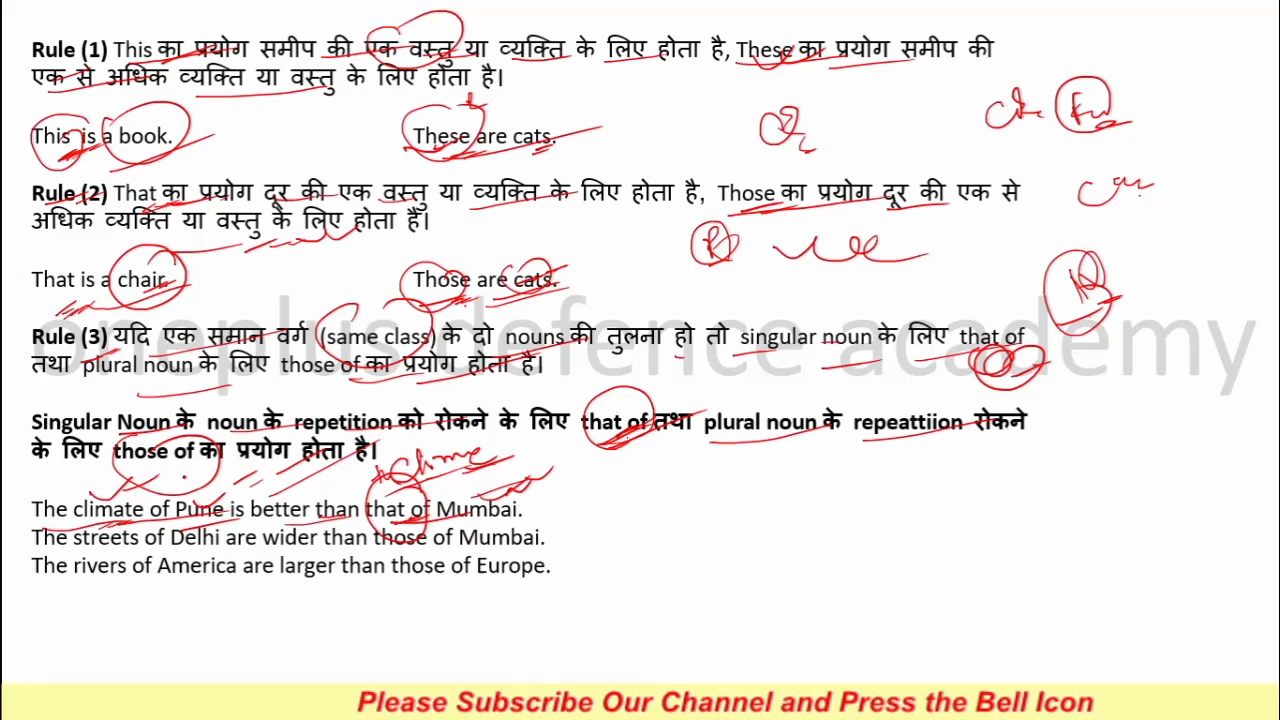 Rule (1) This का प्रयोग समीप की एक वस्तु या व्यक्ति के लिए होता है, These का प्रयोग समीप की
एक से अधिक व्यक्ति या वस्तु के लिए होता है।
This is a book. These are cats.
Rule (2) That का प्रयोग दूर की एक वस्तु या व्यक्ति के लिए होता है, Those का प्रयोग दूर की एक से
अधिक व्यक्ति या वस्तु के लिए होता हैं।
That is a chair. Those are cats.
oneplus defence academy
Rule (3) यदि एक समान वर्ग (same class) के दो nouns की तुलना हो तो singular noun के लिए that of
तथा plural noun के लिए those of का प्रयोग होता है।
Singular Noun के noun के repetition को रोकने के लिए that of तथा plural noun के repeattiion रोकने
के लिए those of का प्रयोग होता है।
The climate of Pune is better than that of Mumbai.
The streets of Delhi are wider than those of Mumbai.
The rivers of America are larger than those of Europe.
Please Subscribe Our Channel and Press the Bell Icon